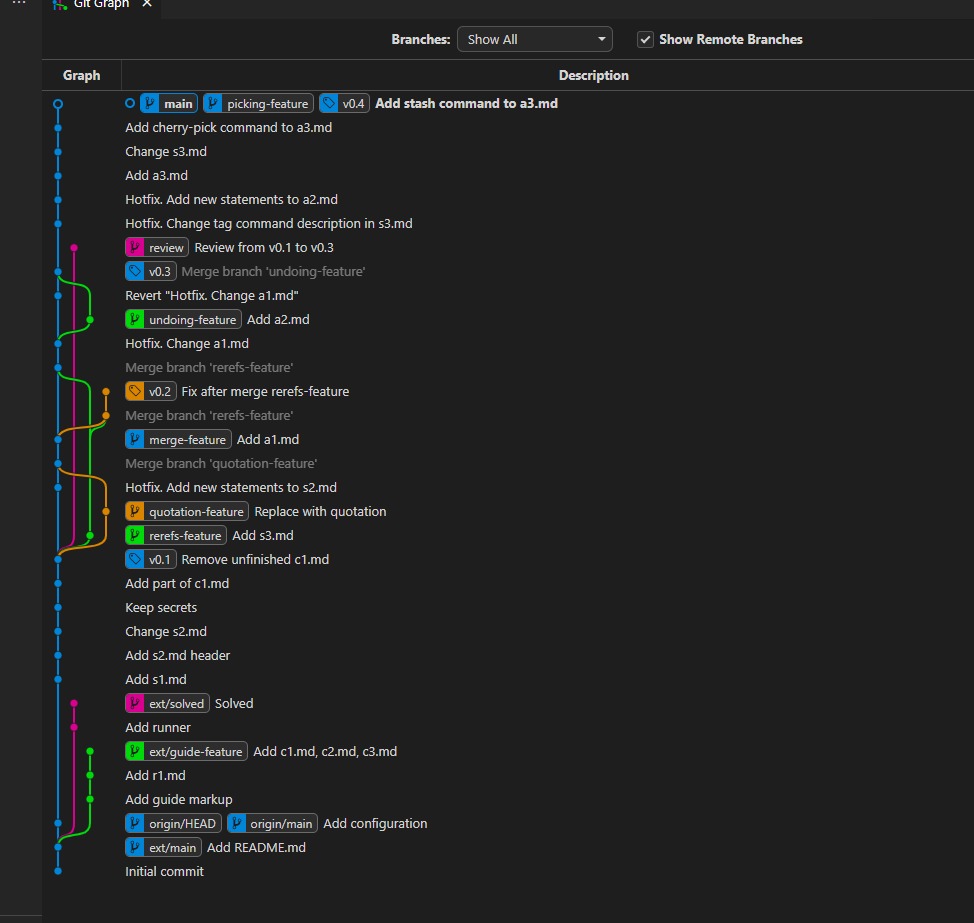 ... Git Graph ×
Branches: Show All Show Remote Branches
Graph Description
main picking-feature v0.4 Add stash command to a3.md
Add cherry-pick command to a3.md
Change s3.md
Add a3.md
Hotfix. Add new statements to a2.md
Hotfix. Change tag command description in s3.md
review Review from v0.1 to v0.3
v0.3 Merge branch 'undoing-feature'
Revert "Hotfix. Change a1.md"
undoing-feature Add a2.md
Hotfix. Change a1.md
Merge branch 'rerefs-feature'
v0.2 Fix after merge rerefs-feature
Merge branch 'rerefs-feature'
merge-feature Add a1.md
Merge branch 'quotation-feature'
Hotfix. Add new statements to s2.md
quotation-feature Replace with quotation
rerefs-feature Add s3.md
v0.1 Remove unfinished c1.md
Add part of c1.md
Keep secrets
Change s2.md
Add s2.md header
Add s1.md
ext/solved Solved
Add runner
ext/guide-feature Add c1.md, c2.md, c3.md
Add r1.md
Add guide markup
origin/HEAD origin/main Add configuration
ext/main Add README.md
Initial commit